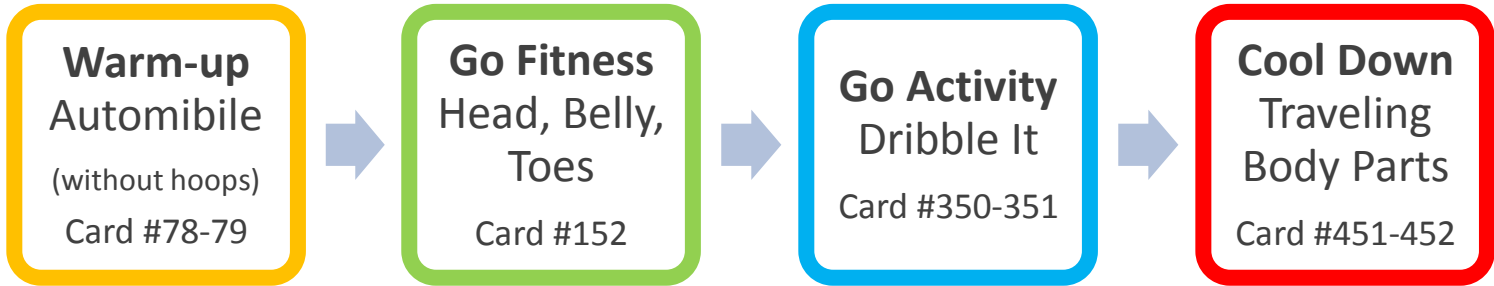 Warm-up
Automibile
(without hoops)
Card #78-79
Go Fitness
Head, Belly,
Toes
Card #152
Go Activity
Dribble It
Card #350-351
Cool Down
Traveling
Body Parts
Card #451-452